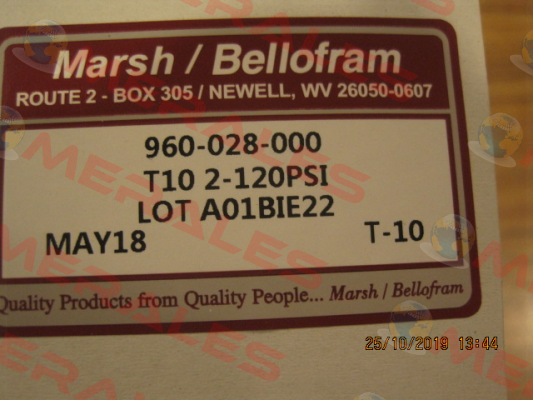 Marsh / Bellofram
ROUTE 2 - BOX 305 / NEWELL, WV 26050-0607
960-028-000
T10 2-120PSI
LOT A01BIE22
MAY18 T-10
Quality Products from Quality People... Marsh / Bellofram
25/10/2019 13:44
MERALES